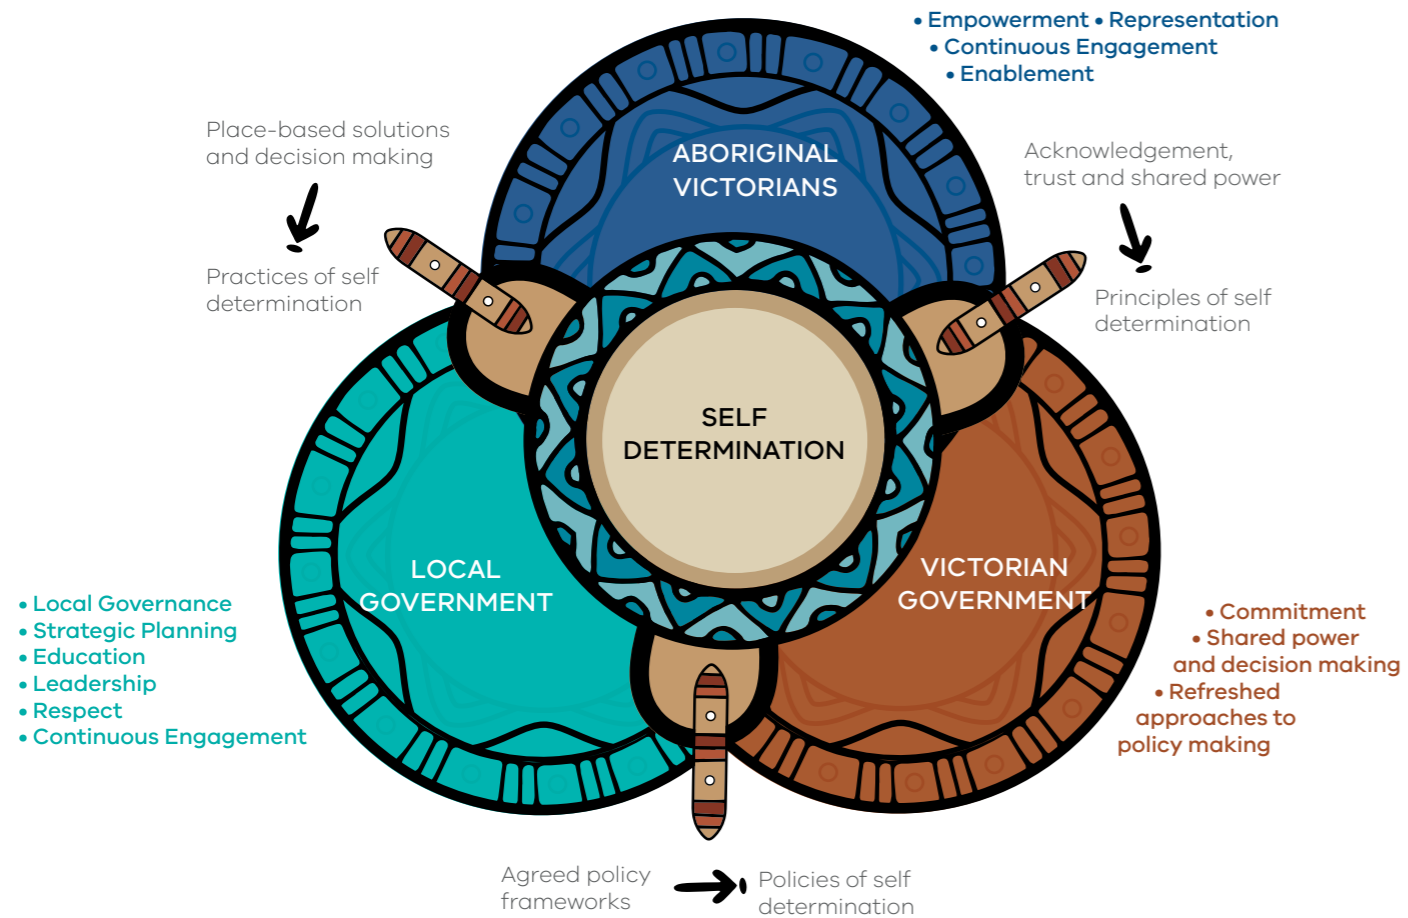 • Empowerment • Representation
• Continuous Engagement
• Enablement
Place-based solutions
and decision making
Practices of self
determination
Acknowledgement,
trust and shared power
Principles of self
determination
ABORIGINAL
VICTORIANS
SELF
DETERMINATION
LOCAL
GOVERNMENT
VICTORIAN
GOVERNMENT
• Local Governance
• Strategic Planning
• Education
• Leadership
• Respect
• Continuous Engagement
• Commitment
• Shared power
and decision making
• Refreshed
approaches to
policy making
Agreed policy
frameworks
Policies of self
determination